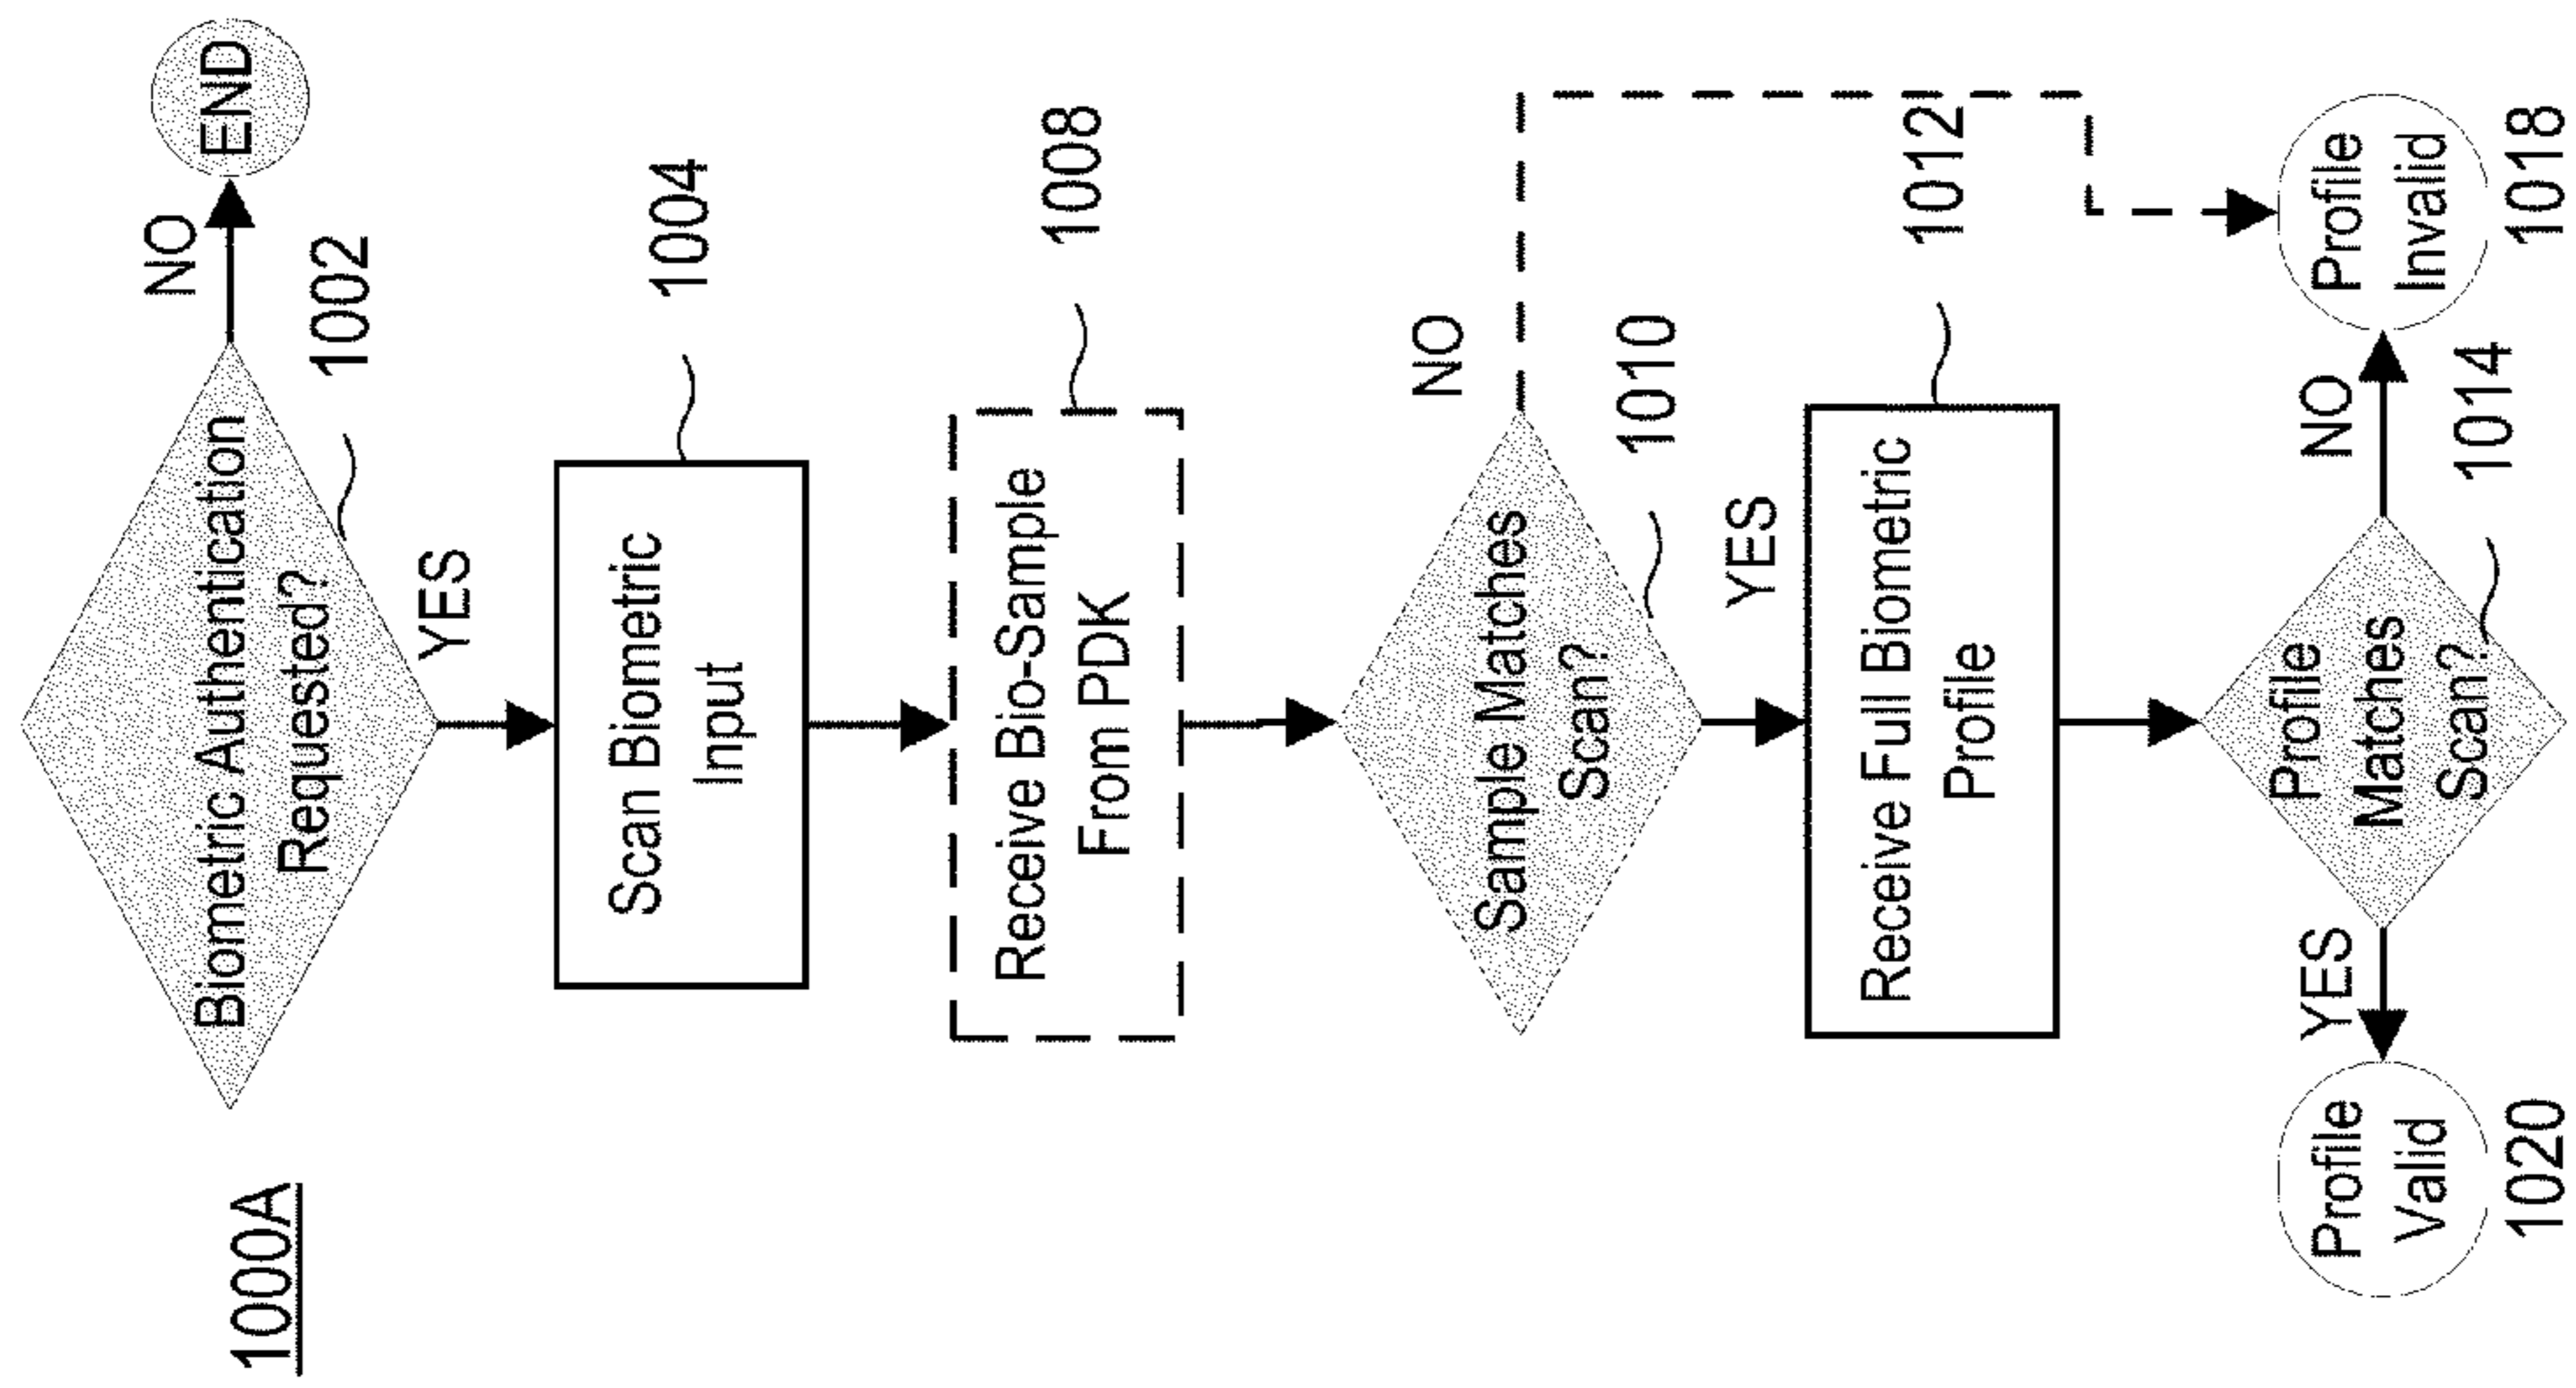 1000A
Biometric Authentication
Requested?
1002
NO
END
YES
Scan Biometric
Input
1004
Receive Bio-Sample
From PDK
1008
Sample Matches
Scan?
1010
NO
YES
Receive Full Biometric
Profile
1012
Profile
Matches
Scan?
1014
YES
NO
Profile
Valid
1020
Profile
Invalid
1018